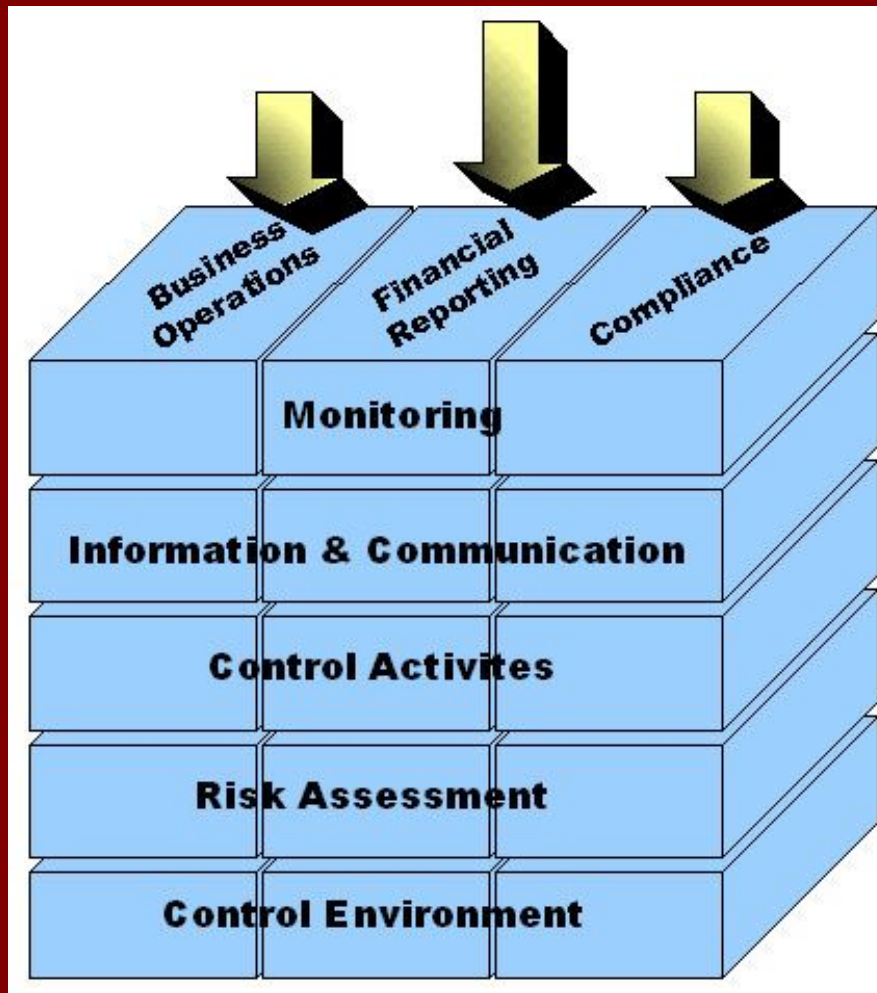 Business
Operations
Financial
Reporting
Compliance
Monitoring
Information & Communication
Control Activites
Risk Assessment
Control Environment